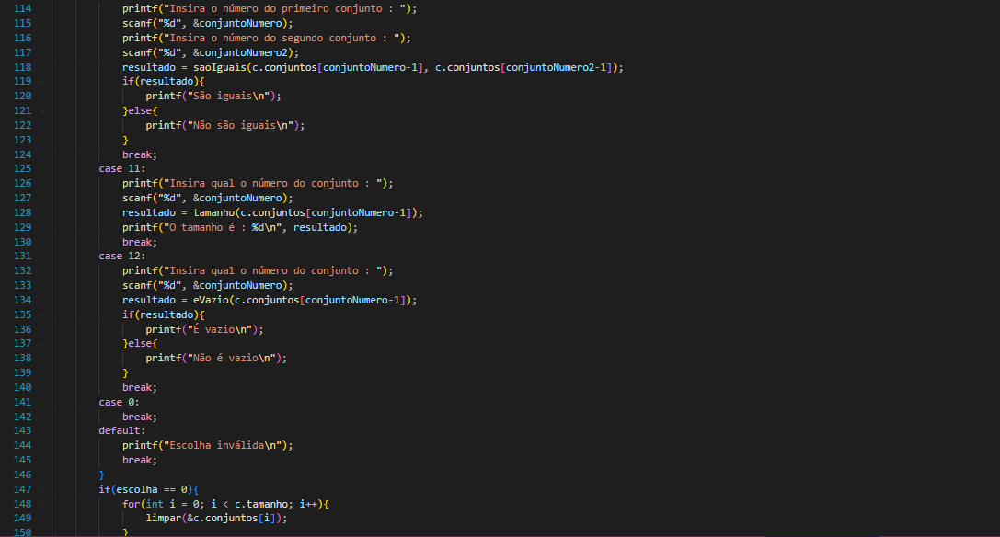 114 printf("Insira o número do primeiro conjunto : ");
115 scanf("%d", &conjuntoNumero);
116 printf("Insira o número do segundo conjunto : ");
117 scanf("%d", &conjuntoNumero2);
118 resultado = saoIguais(c.conjuntos[conjuntoNumero-1], c.conjuntos[conjuntoNumero2-1]);
119 if(resultado){
120 printf("São iguais\n");
121 }else{
122 printf("Não são iguais\n");
123 }
124 break;
125 case 11:
126 printf("Insira qual o número do conjunto : ");
127 scanf("%d", &conjuntoNumero);
128 resultado = tamanho(c.conjuntos[conjuntoNumero-1]);
129 printf("O tamanho é : %d\n", resultado);
130 break;
131 case 12:
132 printf("Insira qual o número do conjunto : ");
133 scanf("%d", &conjuntoNumero);
134 resultado = eVazio(c.conjuntos[conjuntoNumero-1]);
135 if(resultado){
136 printf("É vazio\n");
137 }else{
138 printf("Não é vazio\n");
139 }
140 break;
141 case 0:
142 break;
143 default:
144 printf("Escolha inválida\n");
145 break;
146 }
147 if(escolha == 0){
148 for(int i = 0; i < c.tamanho; i++){
149 limpar(&c.conjuntos[i]);
150 }